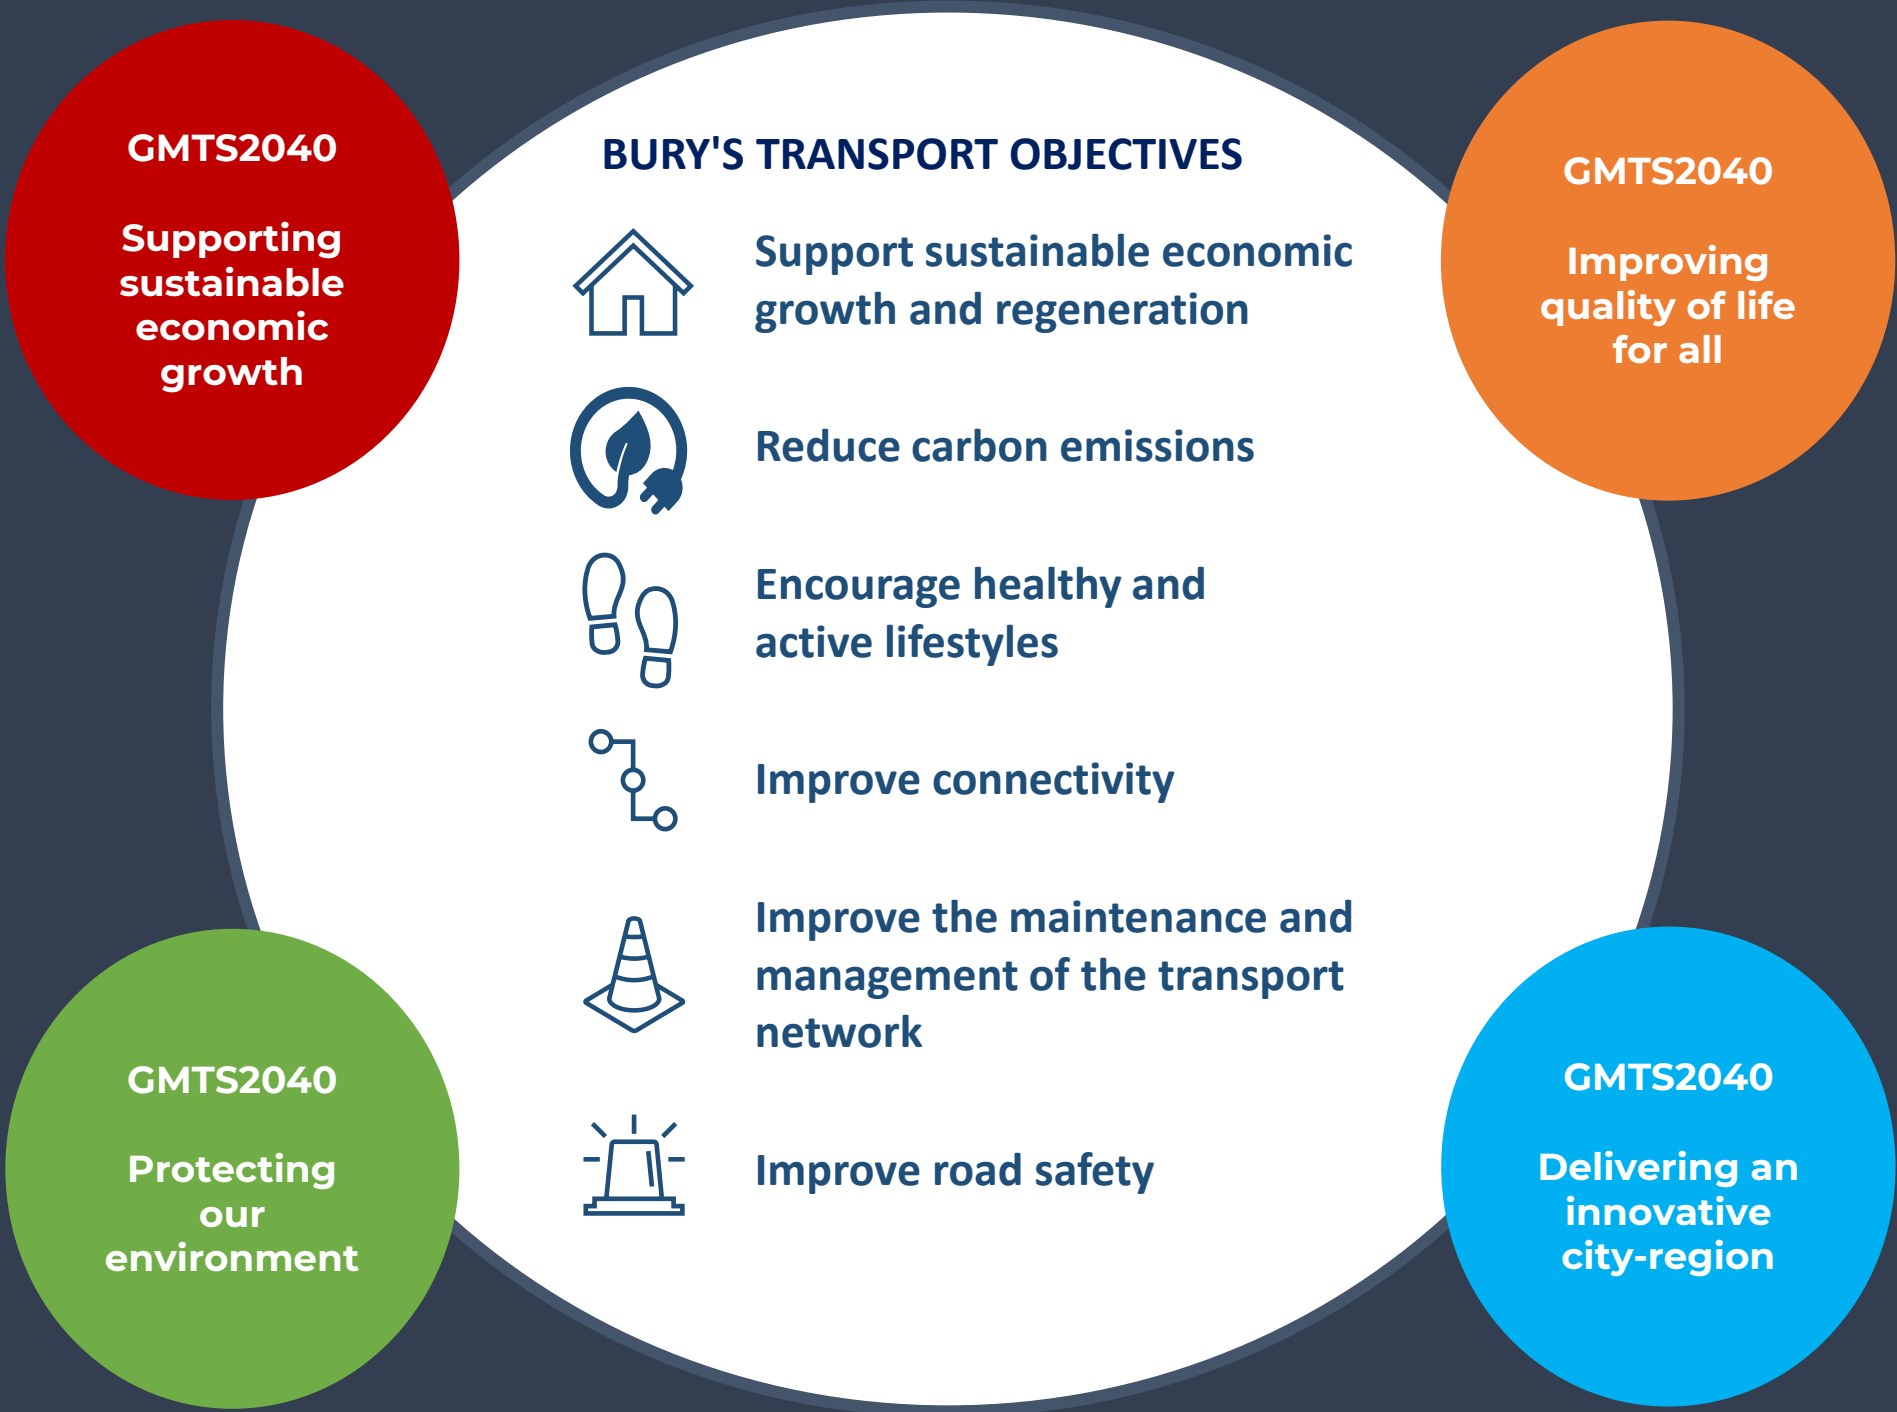 GMTS2040
Supporting
sustainable
economic
growth
BURY'S TRANSPORT OBJECTIVES
Support sustainable economic
growth and regeneration
Reduce carbon emissions
Encourage healthy and
active lifestyles
Improve connectivity
Improve the maintenance and
management of the transport
network
Improve road safety
GMTS2040
Improving
quality of life
for all
GMTS2040
Protecting
our
environment
GMTS2040
Delivering an
innovative
city-region